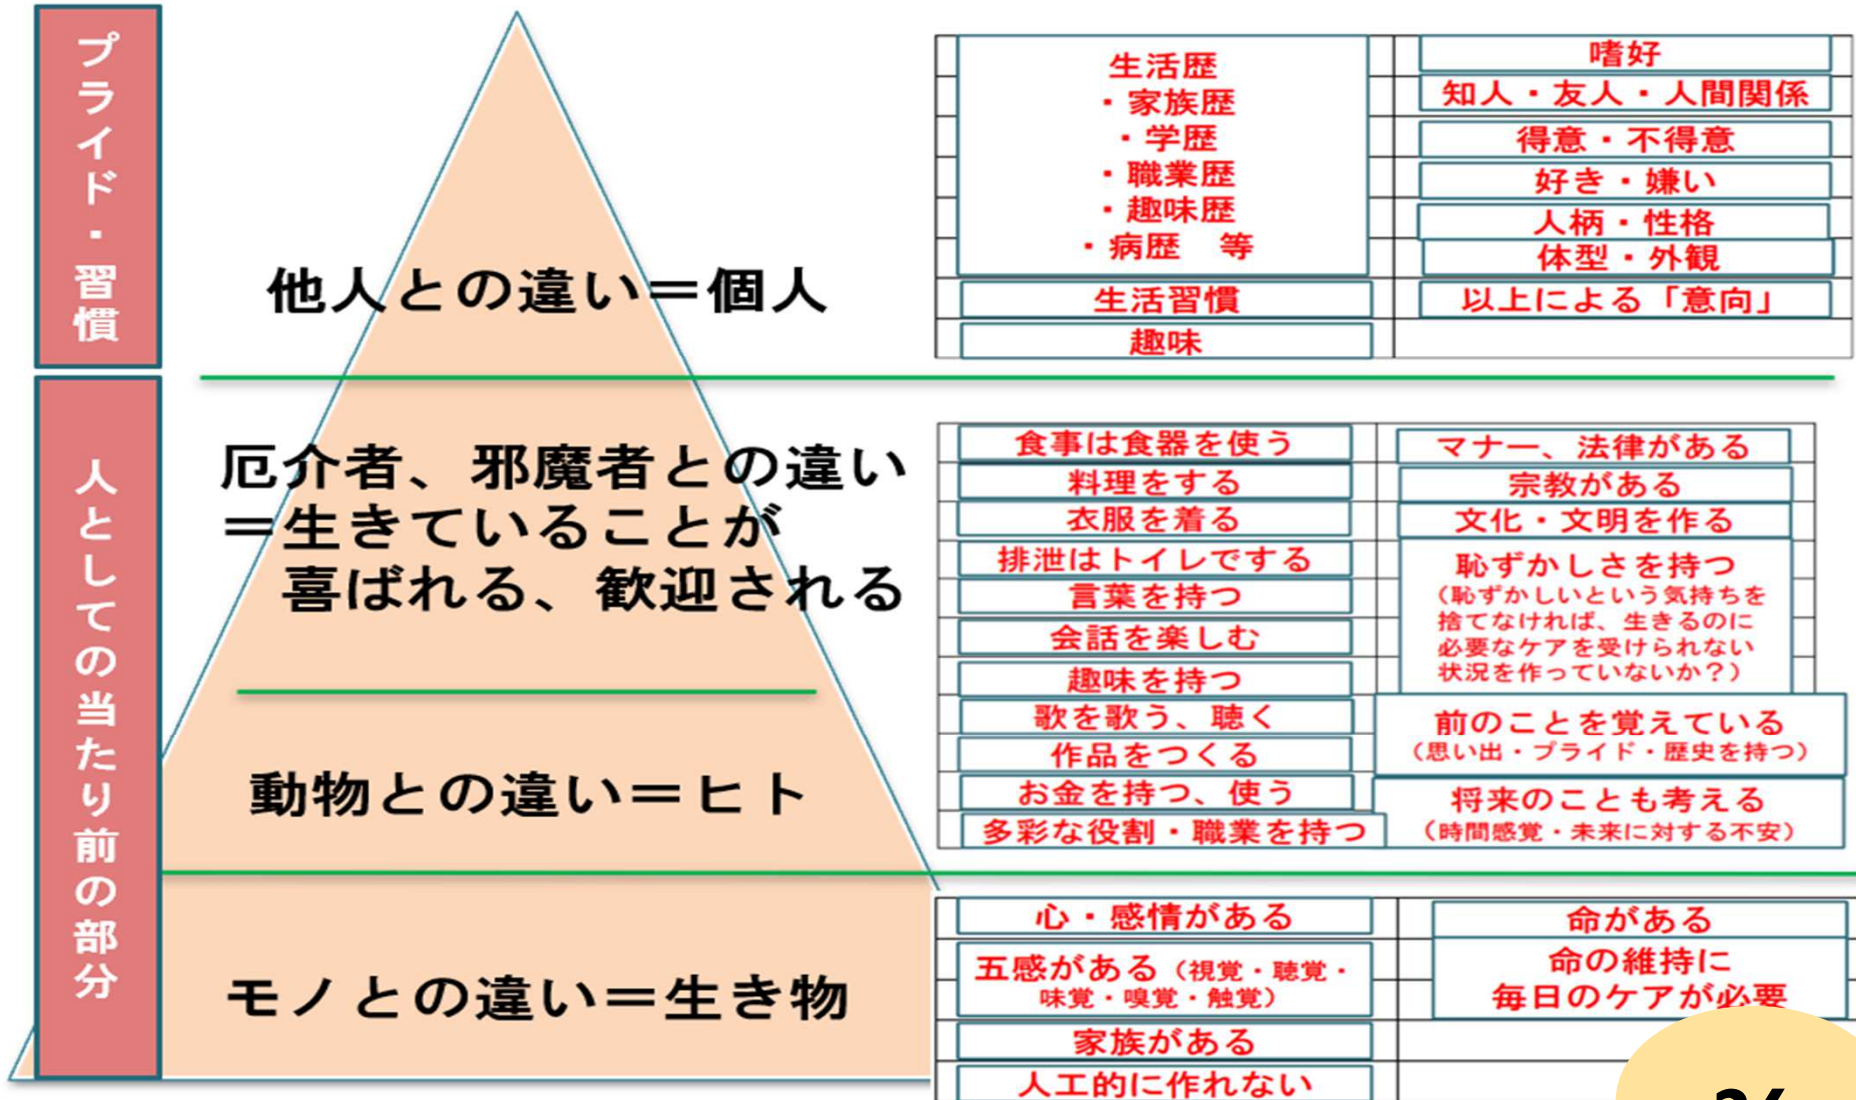 プライド・習慣
他人との違い＝個人
生活歴
・家族歴
・学歴
・職業歴
・趣味歴
・病歴　等
生活習慣
趣味
嗜好
知人・友人・人間関係
得意・不得意
好き・嫌い
人柄・性格
体型・外観
以上による「意向」
人としての当たり前の部分
厄介者、邪魔者との違い
＝生きていることが
喜ばれる、歓迎される
動物との違い＝ヒト
食事は食器を使う
料理をする
衣服を着る
排泄はトイレでする
言葉を持つ
会話を楽しむ
趣味を持つ
歌を歌う、聴く
作品をつくる
お金を持つ、使う
多彩な役割・職業を持つ
マナー、法律がある
宗教がある
文化・文明を作る
恥ずかしさを持つ
（恥ずかしいという気持ちを
捨てなければ、生きるのに
必要なケアを受けられない
状況を作っていないか？）
前のことを覚えている
（思い出・プライド・歴史を持つ）
将来のことも考える
（時間感覚・未来に対する不安）
モノとの違い＝生き物
心・感情がある
五感がある（視覚・聴覚・
味覚・嗅覚・触覚）
家族がある
人工的に作れない
命がある
命の維持に
毎日のケアが必要